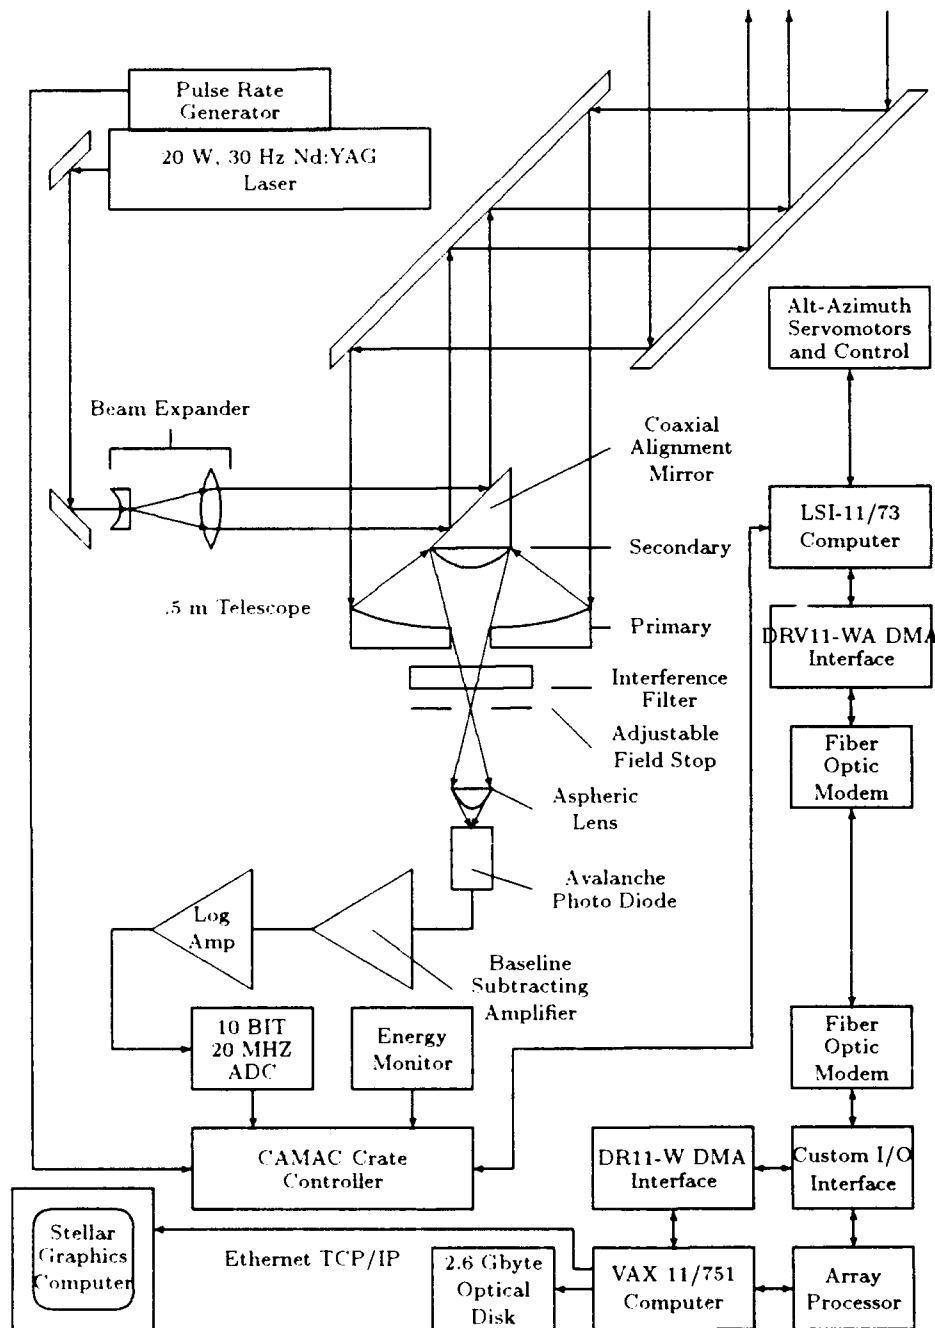 Pulse Rate
Generator
20 W, 30 Hz Nd:YAG
Laser
Alt-Azimuth
Servomotors
and Control
Beam Expander
Coaxial
Alignment
Mirror
LSI-11/73
Computer
Secondary
.5 m Telescope
Primary
DRV11-WA DMA
Interface
Interference
Filter
Adjustable
Field Stop
Fiber
Optic
Modem
Aspheric
Lens
Avalanche
Photo Diode
Log
Amp
Baseline
Subtracting
Amplifier
10 BIT
20 MHZ
ADC
Energy
Monitor
Fiber
Optic
Modem
CAMAC Crate
Controller
DR11-W DMA
Interface
Custom I/O
Interface
Stellar
Graphics
Computer
Ethernet TCP/IP
2.6 Gbyte
Optical
Disk
VAX 11/751
Computer
Array
Processor